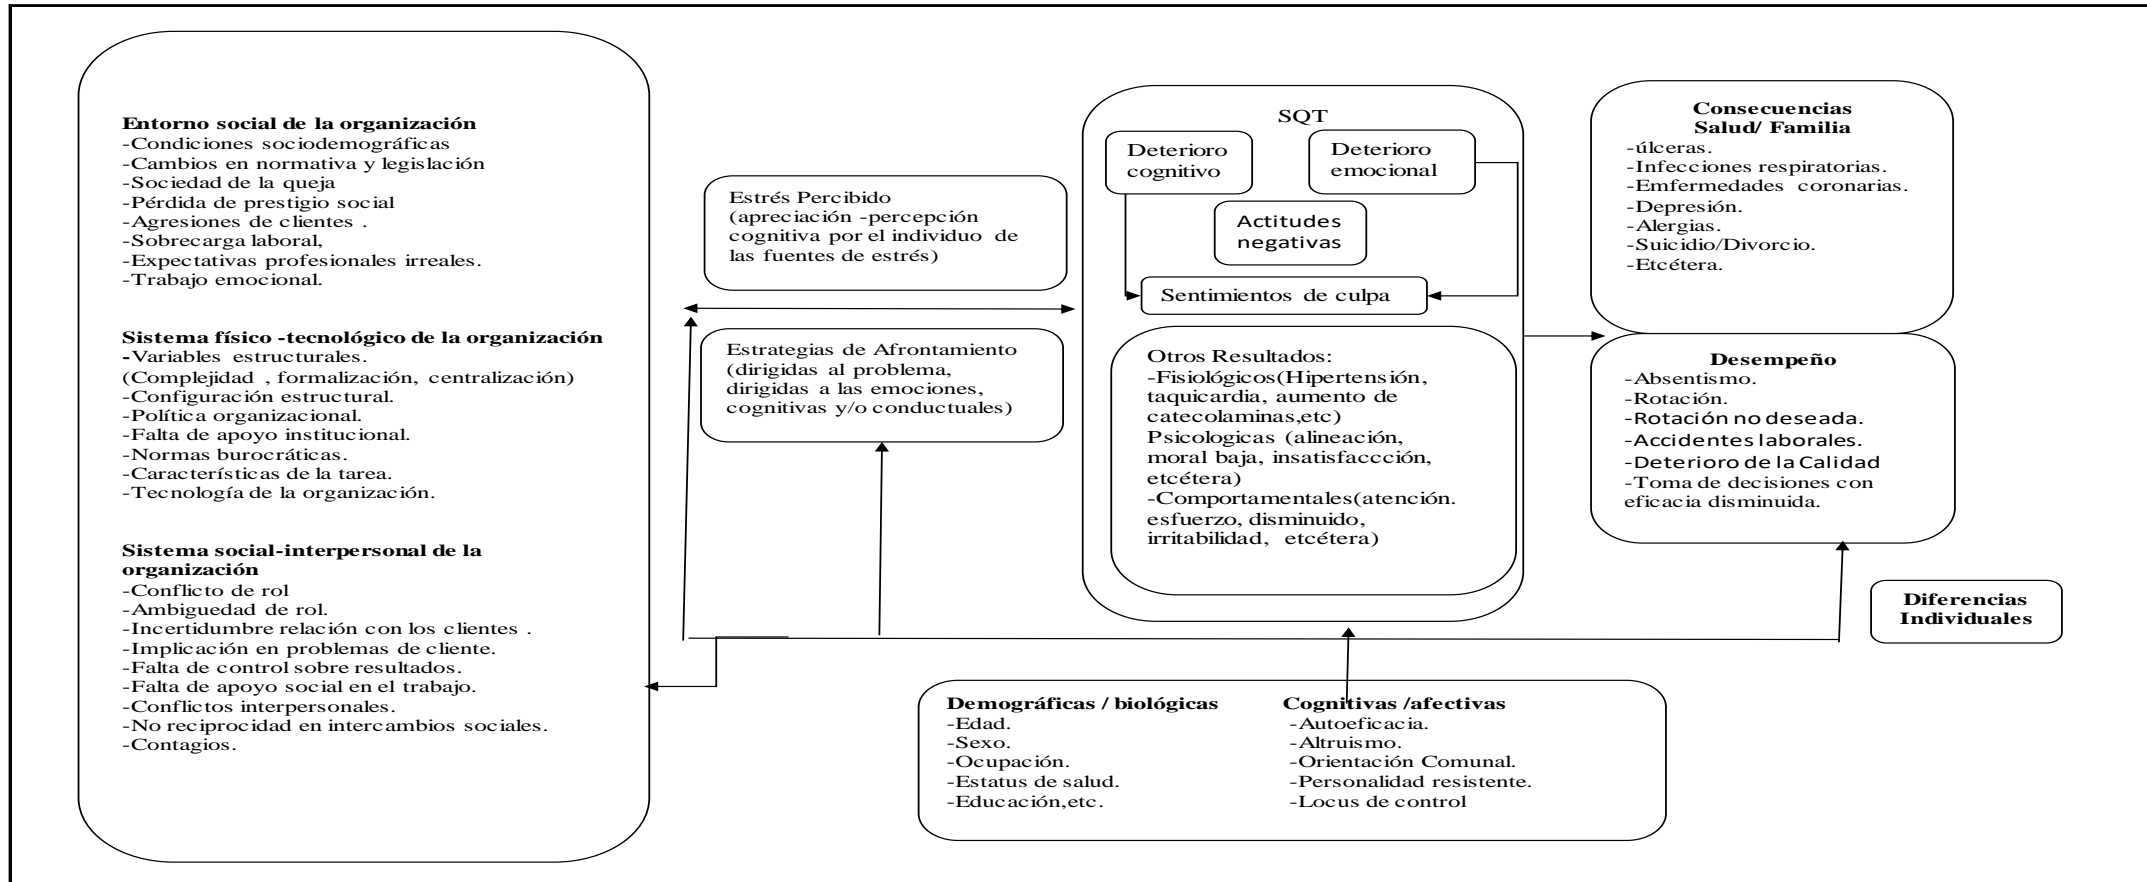 Entorno social de la organización
-Condiciones sociodemográficas
-Cambios en normativa y legislación
-Sociedad de la queja
-Pérdida de prestigio social
-Agresiones de clientes .
-Sobrecarga laboral,
-Expectativas profesionales irreales.
-Trabajo emocional.
Sistema físico -tecnológico de la organización
-Variables estructurales.
(Complejidad , formalización, centralización)
-Configuración estructural.
-Política organizacional.
-Falta de apoyo institucional.
-Normas burocráticas.
-Características de la tarea.
-Tecnología de la organización.
Sistema social-interpersonal de la
organización
-Conflicto de rol
-Ambiguedad de rol.
-Incertidumbre relación con los clientes .
-Implicación en problemas de cliente.
-Falta de control sobre resultados.
-Falta de apoyo social en el trabajo.
-Conflictos interpersonales.
-No reciprocidad en intercambios sociales.
-Contagios.
Estrés Percibido
(apreciación -percepción
cognitiva por el individuo de
las fuentes de estrés)
Estrategias de Afrontamiento
(dirigidas al problema,
dirigidas a las emociones,
cognitivas y/o conductuales)
SQT
Deterioro
cognitivo
Deterioro
emocional
Actitudes
negativas
Sentimientos de culpa
Otros Resultados:
-Fisiológicos(Hipertensión,
taquicardia, aumento de
catecolaminas,etc)
Psicologicas (alineación,
moral baja, insatisfaccción,
etcétera)
-Comportamentales(atención.
esfuerzo, disminuido,
irritabilidad, etcétera)
Consecuencias
Salud/ Familia
-úlceras.
-Infecciones respiratorias.
-Emfermedades coronarias.
-Depresión.
-Alergias.
-Suicidio/Divorcio.
-Etcétera.
Desempeño
-Absentismo.
-Rotación.
-Rotación no deseada.
-Accidentes laborales.
-Deterioro de la Calidad
-Toma de decisiones con
eficacia disminuida.
Diferencias
Individuales
Demográficas / biológicas
-Edad.
-Sexo.
-Ocupación.
-Estatus de salud.
-Educación,etc.
Cognitivas /afectivas
-Autoeficacia.
-Altruismo.
-Orientación Comunal.
-Personalidad resistente.
-Locus de control